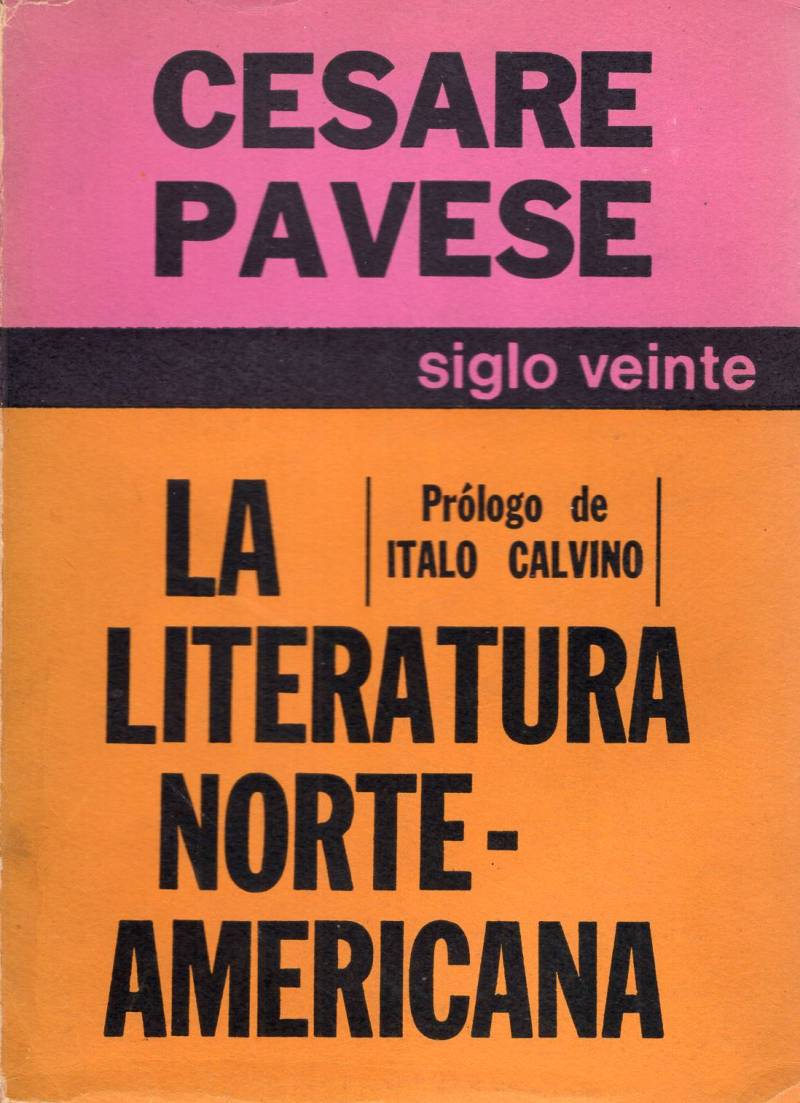 CESARE
PAVESE
siglo veinte
LA
Prólogo de
ITALO CALVINO
LITERATURA
NORTE-
AMERICANA